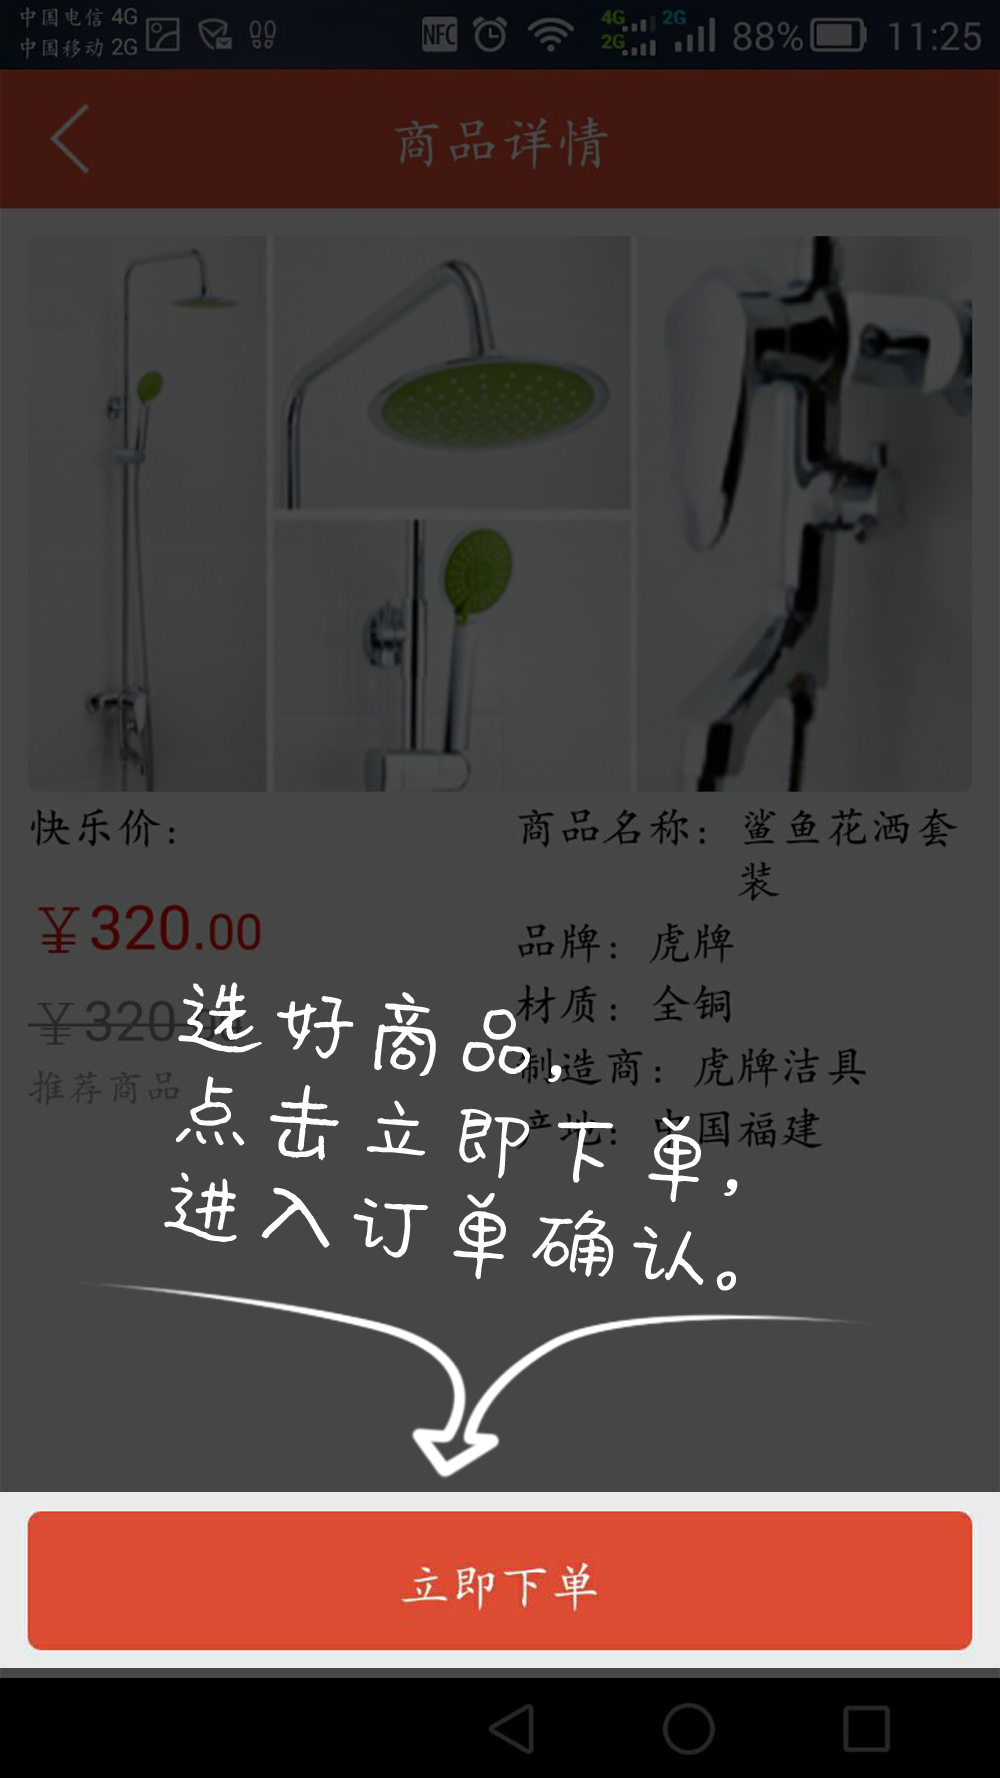 中国电信 4G
中国移动 2G
NFC
4G
2G
2G
88%
11:25
商品详情
快乐价：
￥320.00
推荐商品
商品名称：鲨鱼花洒套
装
品牌：虎牌
材质：全铜
制造商：虎牌洁具
产地：中国福建
选好商品，
点击立即下单，
进入订单确认。
立即下单